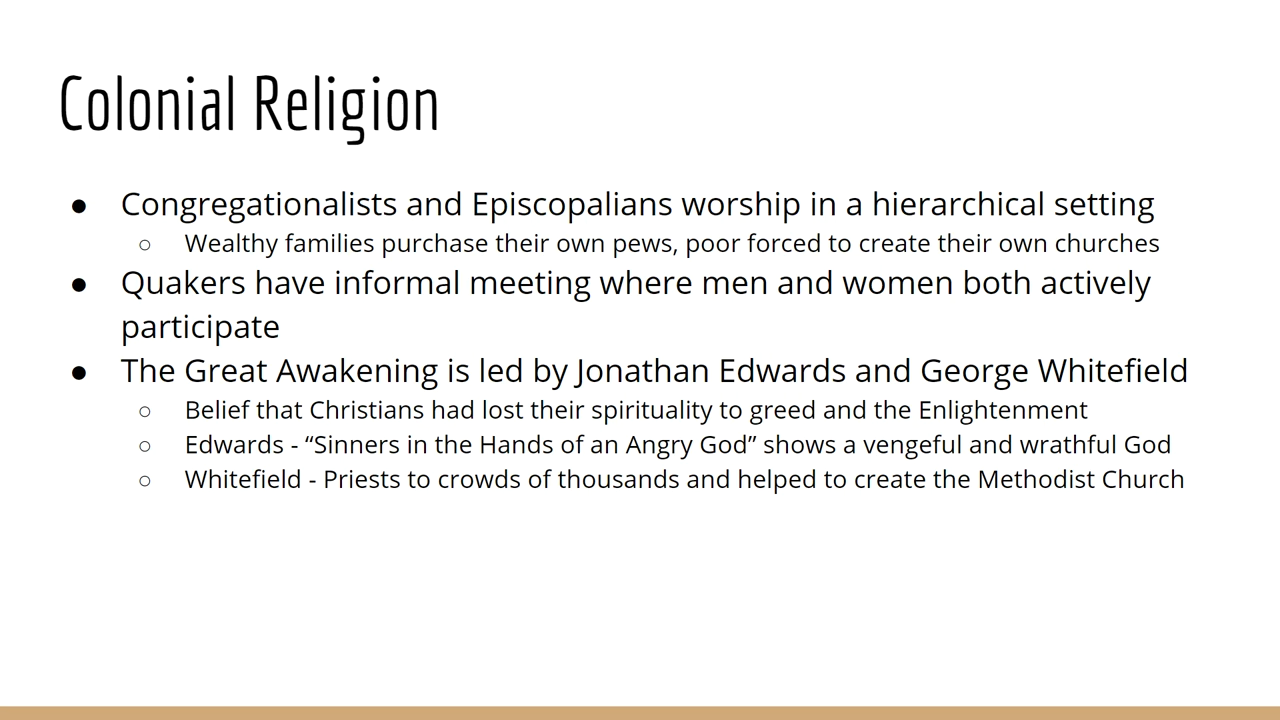 Colonial Religion
● Congregationalists and Episcopalians worship in a hierarchical setting
○ Wealthy families purchase their own pews, poor forced to create their own churches
● Quakers have informal meeting where men and women both actively
participate
● The Great Awakening is led by Jonathan Edwards and George Whitefield
○ Belief that Christians had lost their spirituality to greed and the Enlightenment
○ Edwards - “Sinners in the Hands of an Angry God” shows a vengeful and wrathful God
○ Whitefield - Priests to crowds of thousands and helped to create the Methodist Church